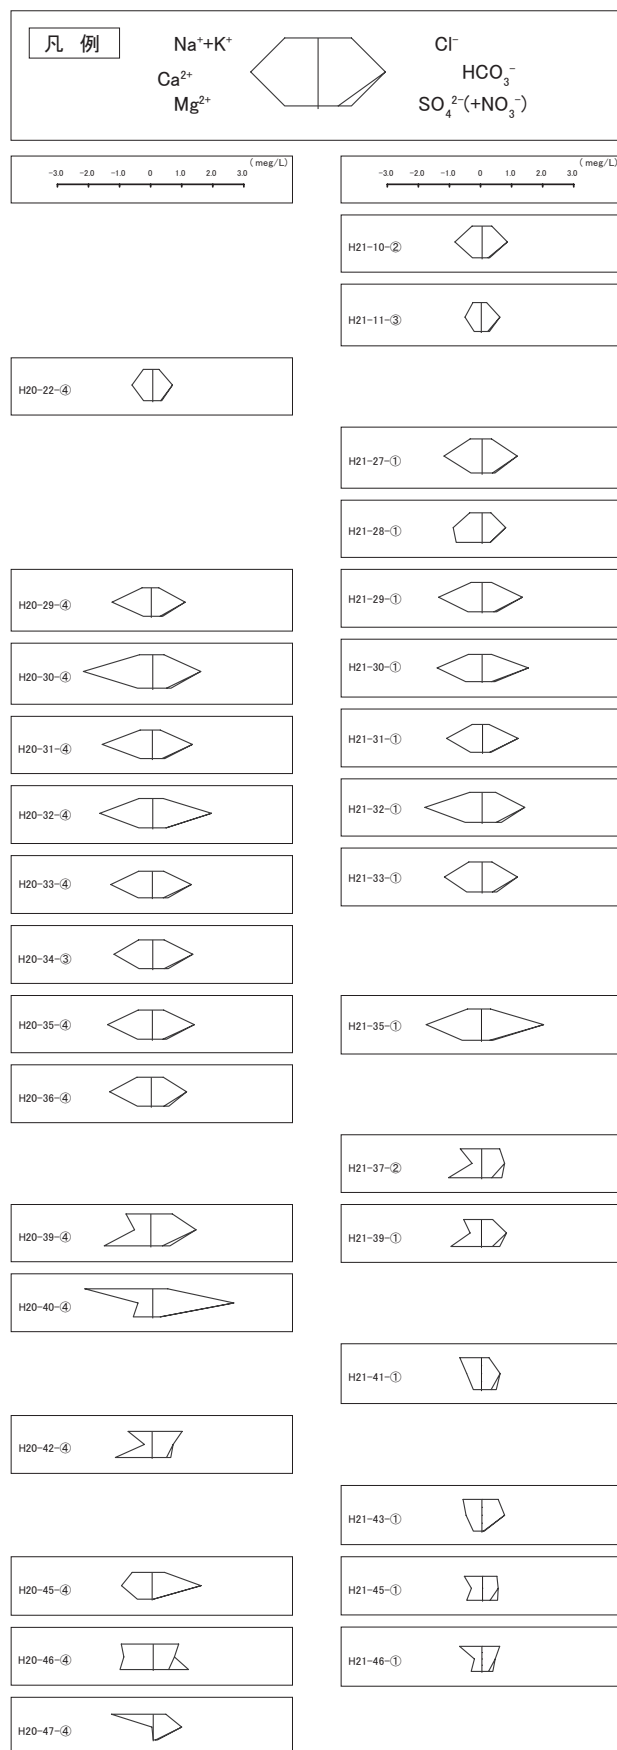 凡 例
Na⁺+K⁺ Cl⁻
Ca²⁺ HCO₃⁻
Mg²⁺ SO₄²⁻(+NO₃⁻)
(meg/L) (meg/L)
-3.0 -2.0 -1.0 0 1.0 2.0 3.0 -3.0 -2.0 -1.0 0 1.0 2.0 3.0
H21-10-②
H21-11-③
H20-22-④
H21-27-①
H21-28-①
H20-29-④ H21-29-①
H20-30-④ H21-30-①
H20-31-④ H21-31-①
H20-32-④ H21-32-①
H20-33-④ H21-33-①
H20-34-③
H20-35-④ H21-35-①
H20-36-④
H21-37-②
H20-39-④ H21-39-①
H20-40-④
H21-41-①
H20-42-④
H21-43-①
H20-45-④ H21-45-①
H20-46-④ H21-46-①
H20-47-④